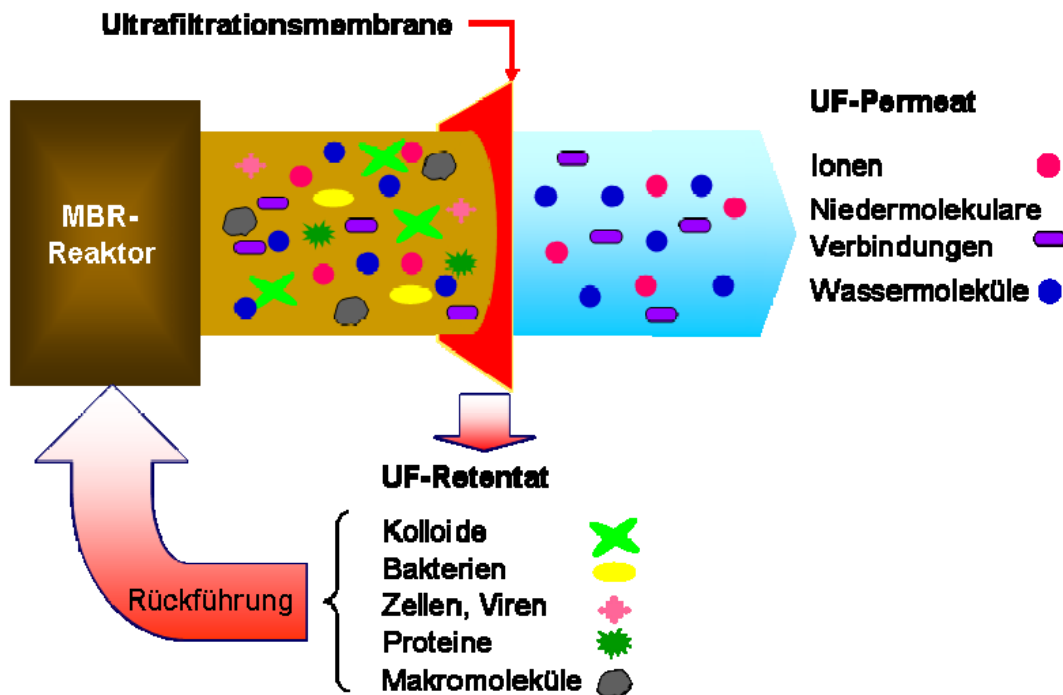 Ultrafiltrationsmembrane
MBR-
Reaktor
UF-Permeat
Ionen
Niedermolekulare
Verbindungen
Wassermoleküle
UF-Retentat
Kolloide
Bakterien
Zellen, Viren
Proteine
Makromoleküle
Rückführung